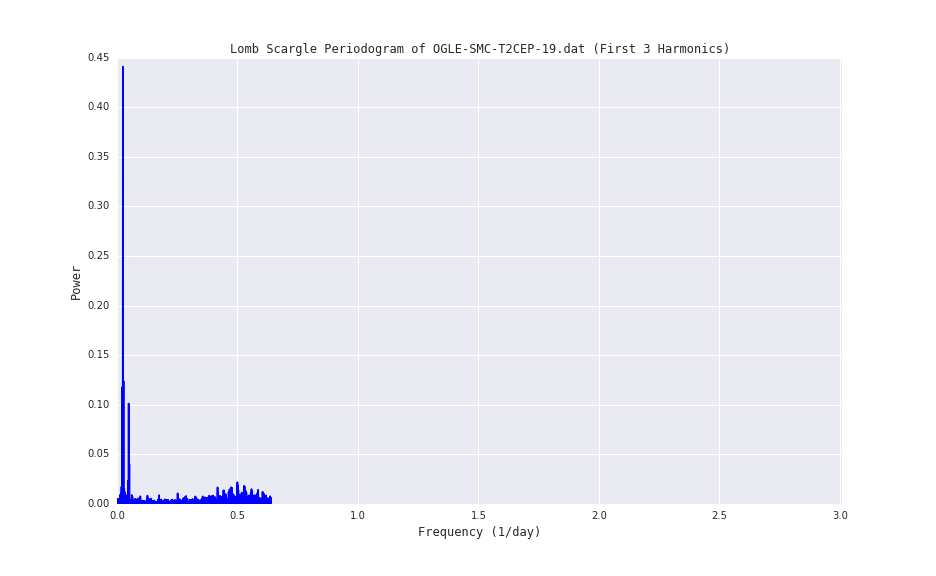 Lomb Scargle Periodogram of OGLE-SMC-T2CEP-19.dat (First 3 Harmonics)
0.45
0.40
0.35
0.30
0.25
0.20
0.15
0.10
0.05
0.00
Power
0.0 0.5 1.0 1.5 2.0 2.5 3.0
Frequency (1/day)